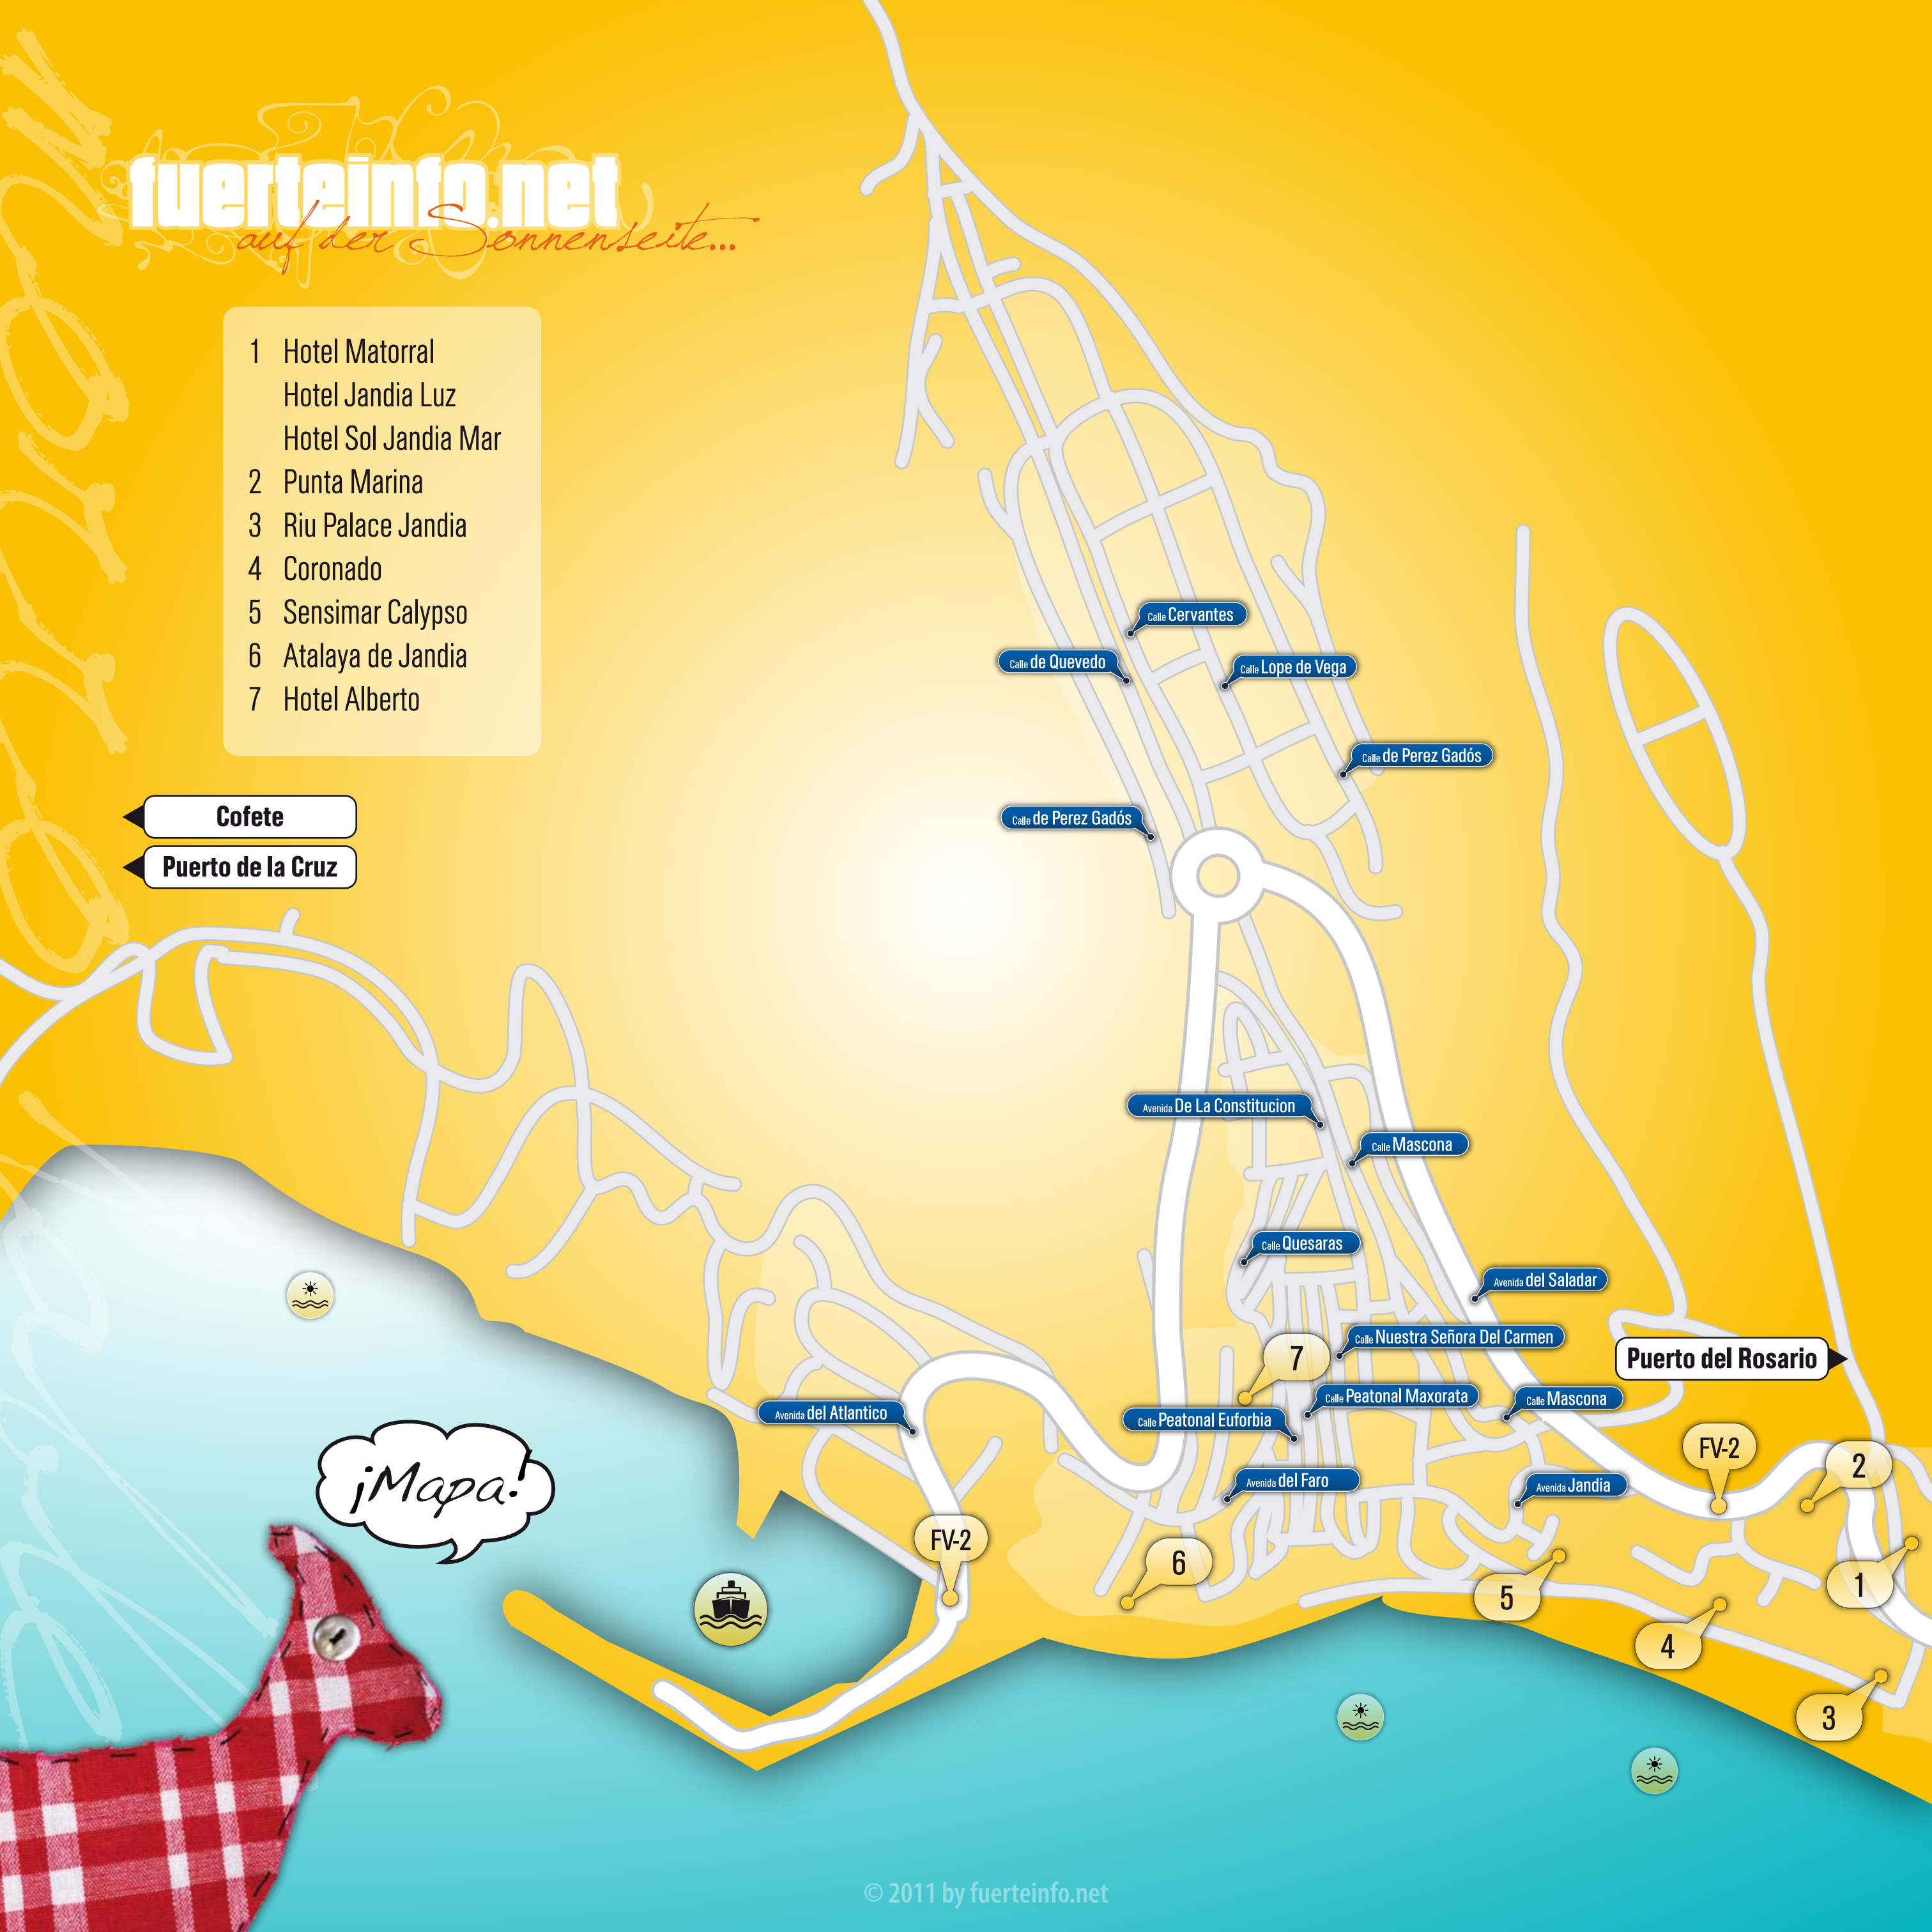 fuerteinfo.net
auf der Sonnenseite...
1 Hotel Matorral
Hotel Jandia Luz
Hotel Sol Jandia Mar
2 Punta Marina
3 Riu Palace Jandia
4 Coronado
5 Sensimar Calypso
6 Atalaya de Jandia
7 Hotel Alberto
Cofete
Puerto de la Cruz
Calle Cervantes
Calle de Quevedo
Calle Lope de Vega
Calle de Perez Gadós
Calle de Perez Gadós
Avenida De La Constitucion
Calle Mascona
Calle Quesaras
Avenida del Saladar
Calle Nuestra Señora Del Carmen
7
Puerto del Rosario
Calle Peatonal Maxorata
Calle Mascona
Avenida del Atlantico
Calle Peatonal Euforbia
FV-2
2
Avenida del Faro
Avenida Jandia
¡Mapa!
FV-2
6
5
1
4
3
© 2011 by fuerteinfo.net